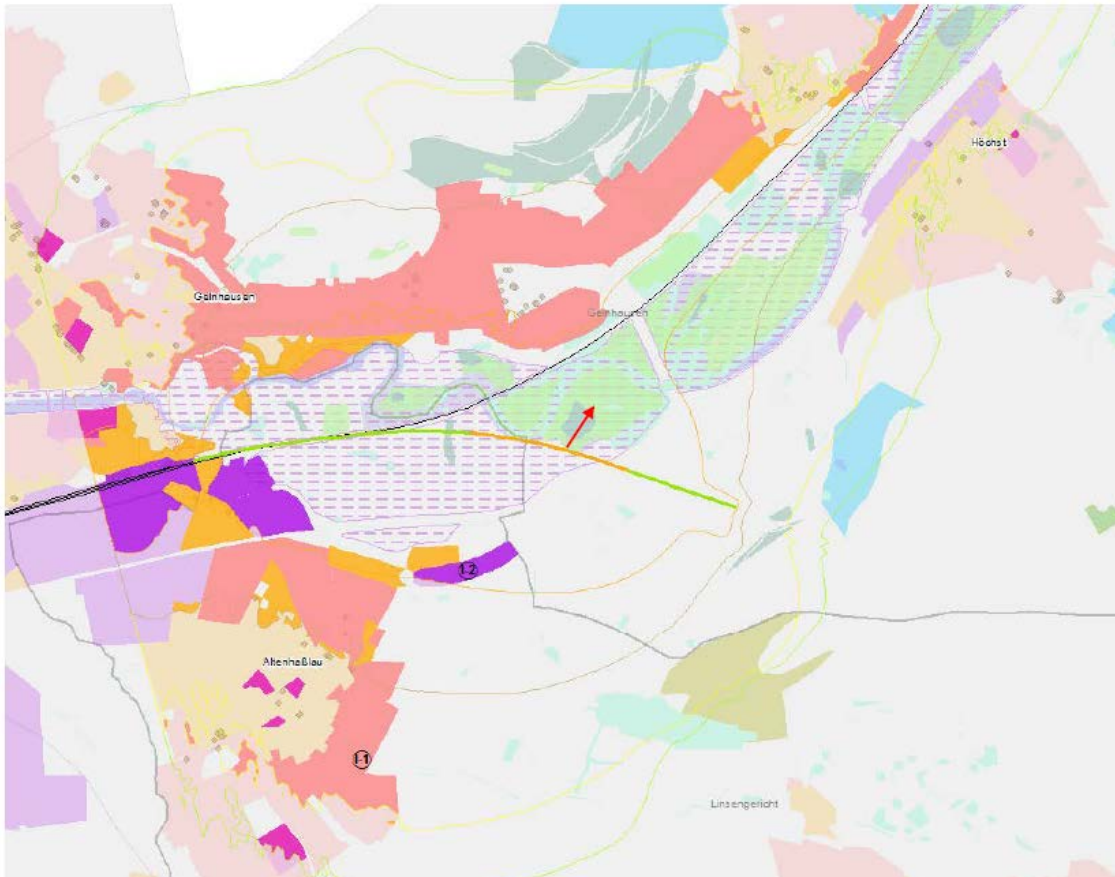 Höchst
Gelnhausen
Gelnhausen
I-2
Altenhaßlau
I-1
Linsengericht